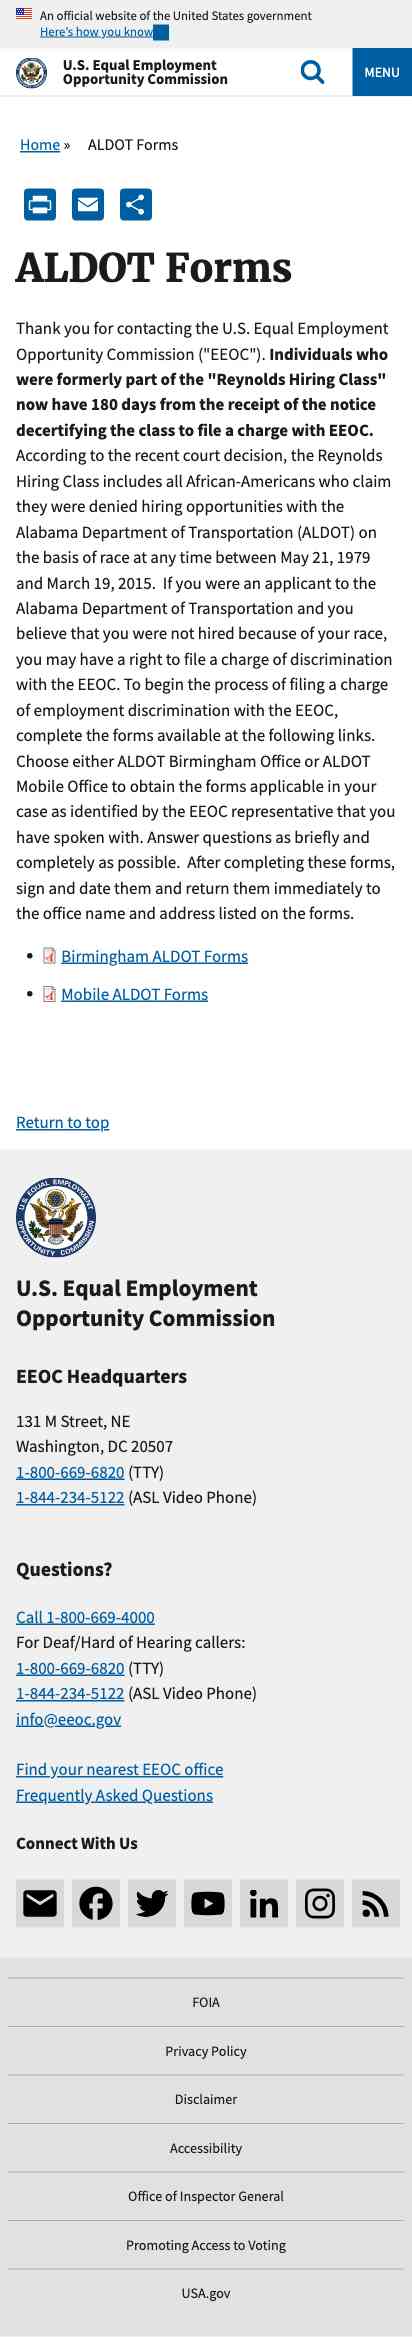 An official website of the United States government
Here's how you know
U.S. Equal Employment
Opportunity Commission
MENU
Home » ALDOT Forms
ALDOT Forms
Thank you for contacting the U.S. Equal Employment
Opportunity Commission ("EEOC"). Individuals who
were formerly part of the "Reynolds Hiring Class"
now have 180 days from the receipt of the notice
decertifying the class to file a charge with EEOC.
According to the recent court decision, the Reynolds
Hiring Class includes all African-Americans who claim
they were denied hiring opportunities with the
Alabama Department of Transportation (ALDOT) on
the basis of race at any time between May 21, 1979
and March 19, 2015.  If you were an applicant to the
Alabama Department of Transportation and you
believe that you were not hired because of your race,
you may have a right to file a charge of discrimination
with the EEOC. To begin the process of filing a charge
of employment discrimination with the EEOC,
complete the forms available at the following links.
Choose either ALDOT Birmingham Office or ALDOT
Mobile Office to obtain the forms applicable in your
case as identified by the EEOC representative that you
have spoken with. Answer questions as briefly and
completely as possible.  After completing these forms,
sign and date them and return them immediately to
the office name and address listed on the forms.
• Birmingham ALDOT Forms
• Mobile ALDOT Forms
Return to top
U.S. EQUAL EMPLOYMENT OPPORTUNITY COMMISSION
U.S. Equal Employment
Opportunity Commission
EEOC Headquarters
131 M Street, NE
Washington, DC 20507
1-800-669-6820 (TTY)
1-844-234-5122 (ASL Video Phone)
Questions?
Call 1-800-669-4000
For Deaf/Hard of Hearing callers:
1-800-669-6820 (TTY)
1-844-234-5122 (ASL Video Phone)
info@eeoc.gov
Find your nearest EEOC office
Frequently Asked Questions
Connect With Us
FOIA
Privacy Policy
Disclaimer
Accessibility
Office of Inspector General
Promoting Access to Voting
USA.gov